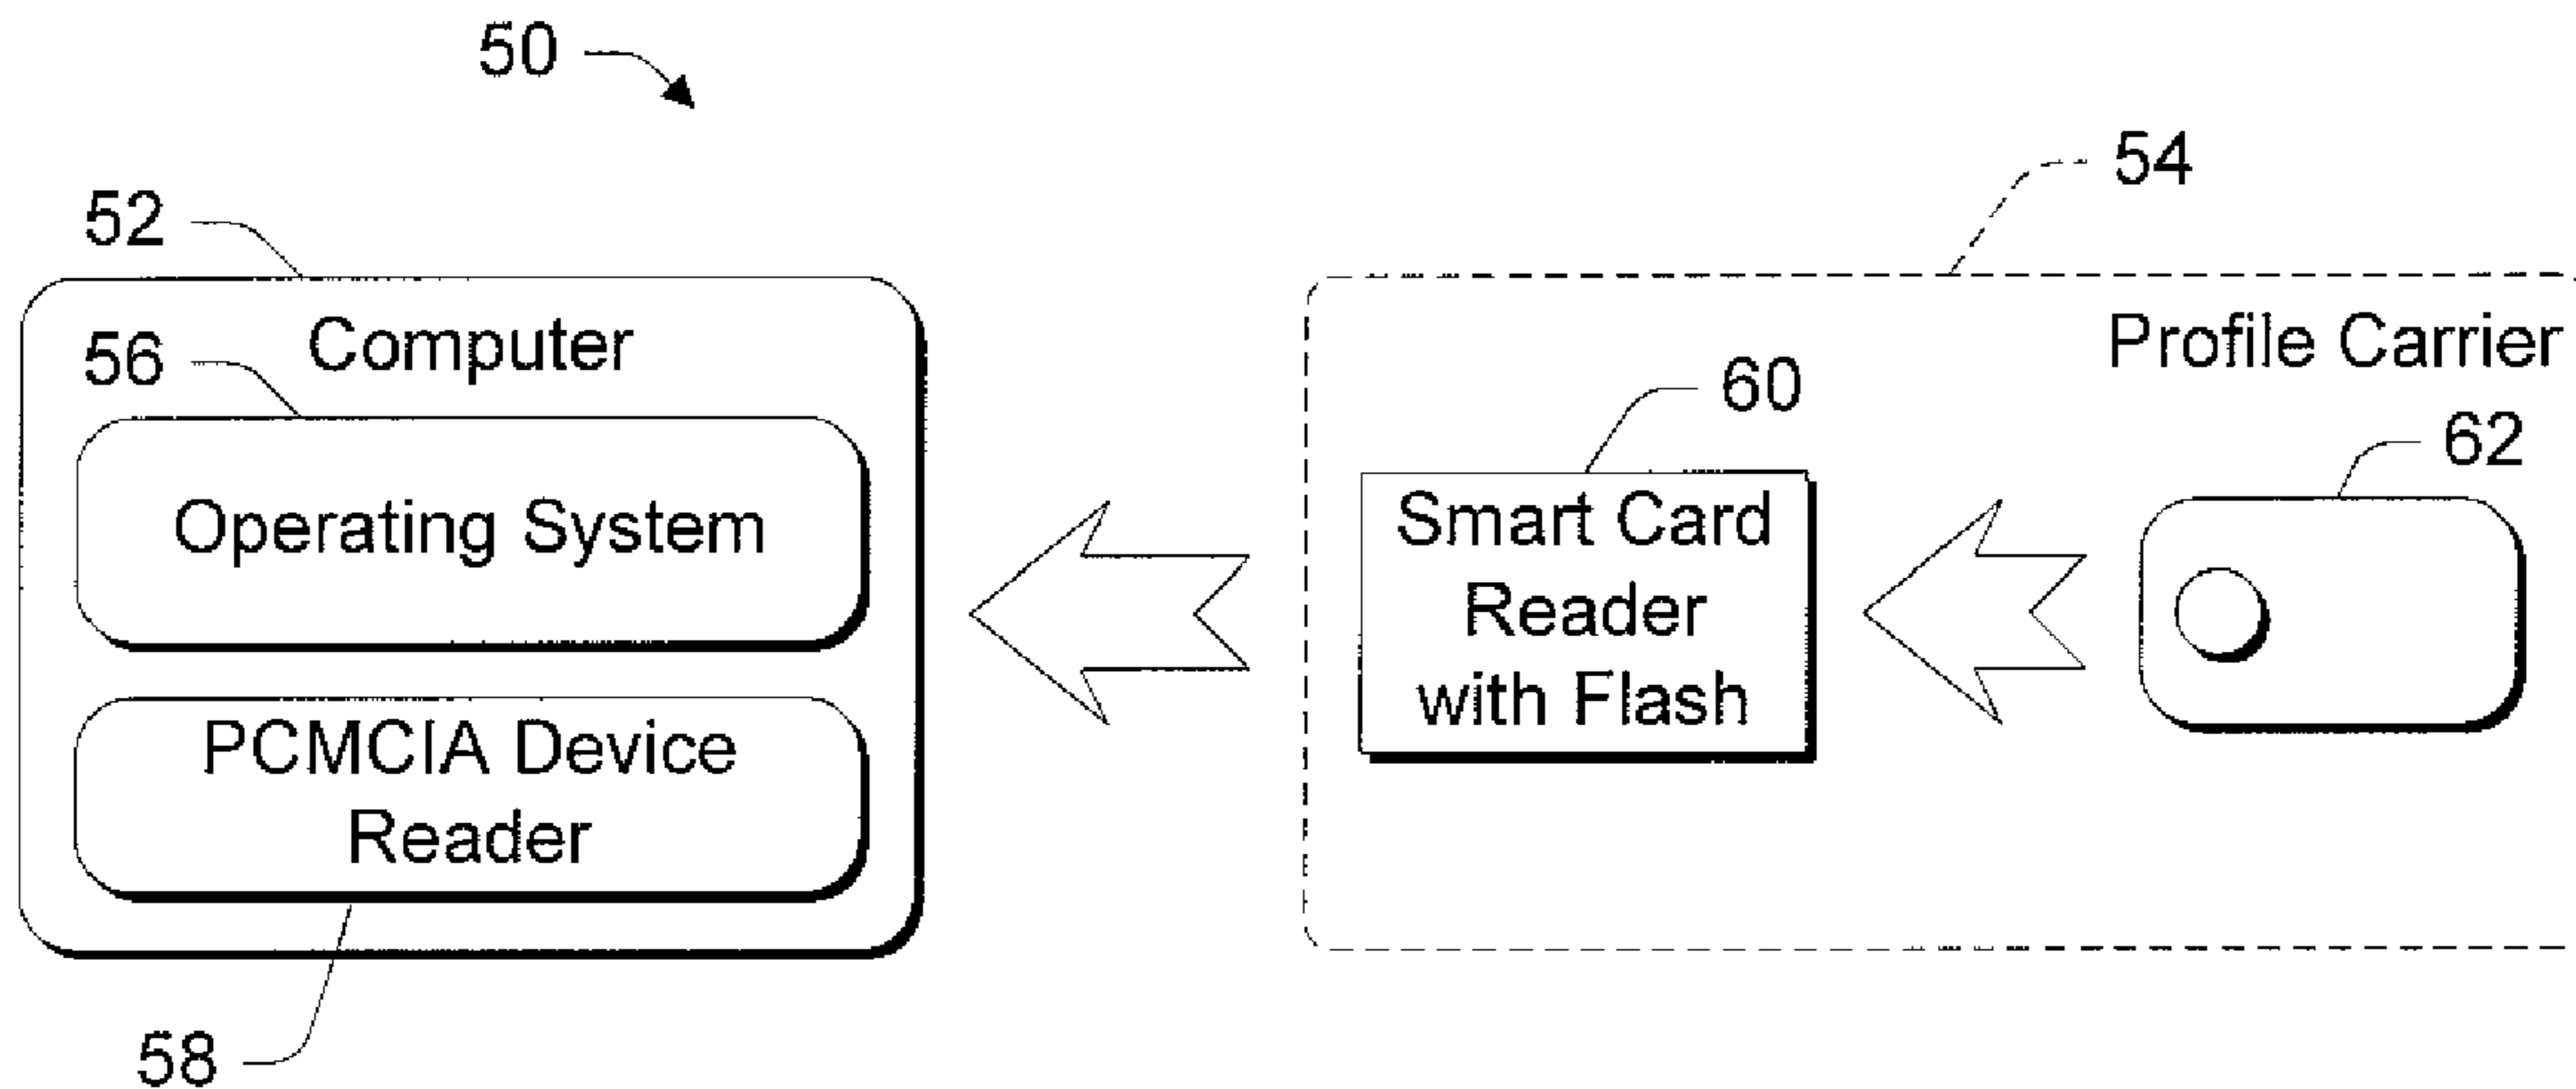 50
54
52
Computer
Profile Carrier
56
60
62
Operating System
Smart Card
Reader
with Flash
PCMCIA Device
Reader
58